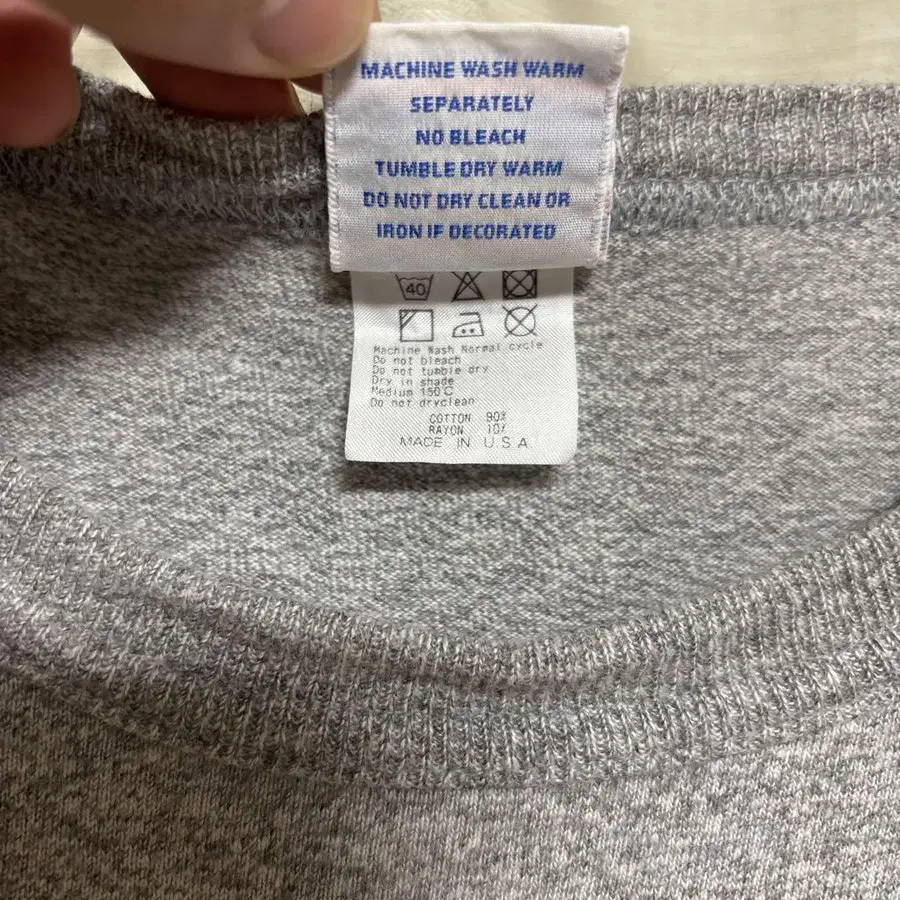 MACHINE WASH WARM
SEPARATELY
NO BLEACH
TUMBLE DRY WARM
DO NOT DRY CLEAN OR
IRON IF DECORATED
40
Machine Wash Normal cycle
Do not bleach
Do not tumble dry
Dry in shade
Medium 150°C
Do not dryclean
COTTON 90%
RAYON 10%
MADE IN U.S.A